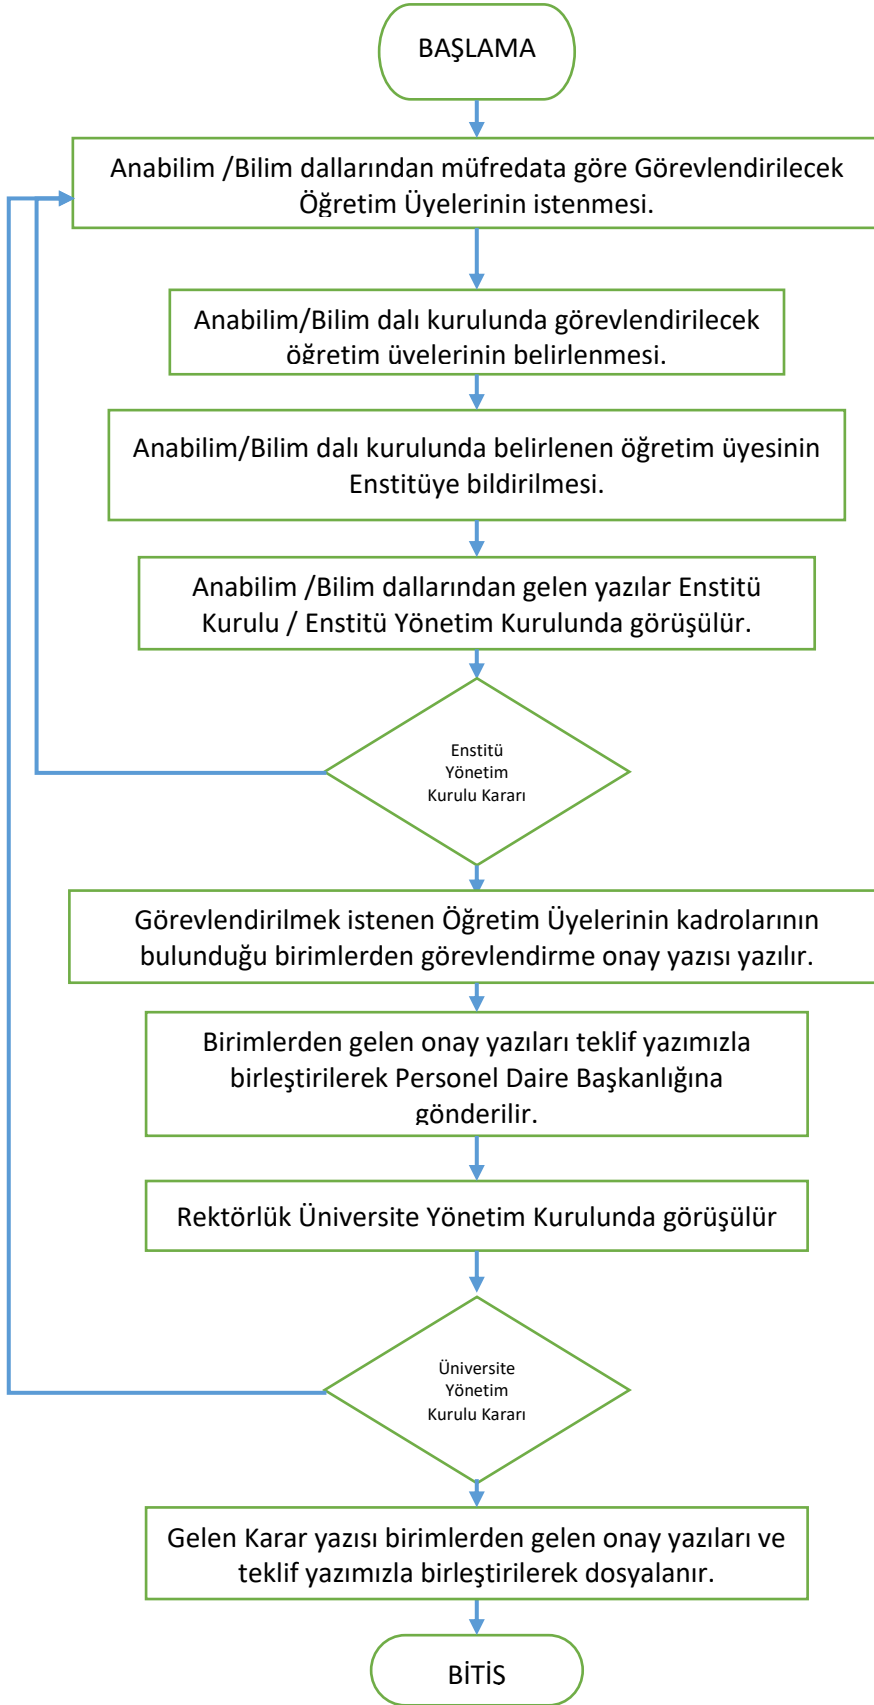 BAŞLAMA
Anabilim /Bilim dallarından müfredata göre Görevlendirilecek
Öğretim Üyelerinin istenmesi.
Anabilim/Bilim dalı kurulunda görevlendirilecek
öğretim üyelerinin belirlenmesi.
Anabilim/Bilim dalı kurulunda belirlenen öğretim üyesinin
Enstitüye bildirilmesi.
Anabilim /Bilim dallarından gelen yazılar Enstitü
Kurulu / Enstitü Yönetim Kurulunda görüşülür.
Enstitü
Yönetim
Kurulu Kararı
Görevlendirilmek istenen Öğretim Üyelerinin kadrolarının
bulunduğu birimlerden görevlendirme onay yazısı yazılır.
Birimlerden gelen onay yazıları teklif yazımızla
birleştirilerek Personel Daire Başkanlığına
gönderilir.
Rektörlük Üniversite Yönetim Kurulunda görüşülür
Üniversite
Yönetim
Kurulu Kararı
Gelen Karar yazısı birimlerden gelen onay yazıları ve
teklif yazımızla birleştirilerek dosyalanır.
BİTİŞ